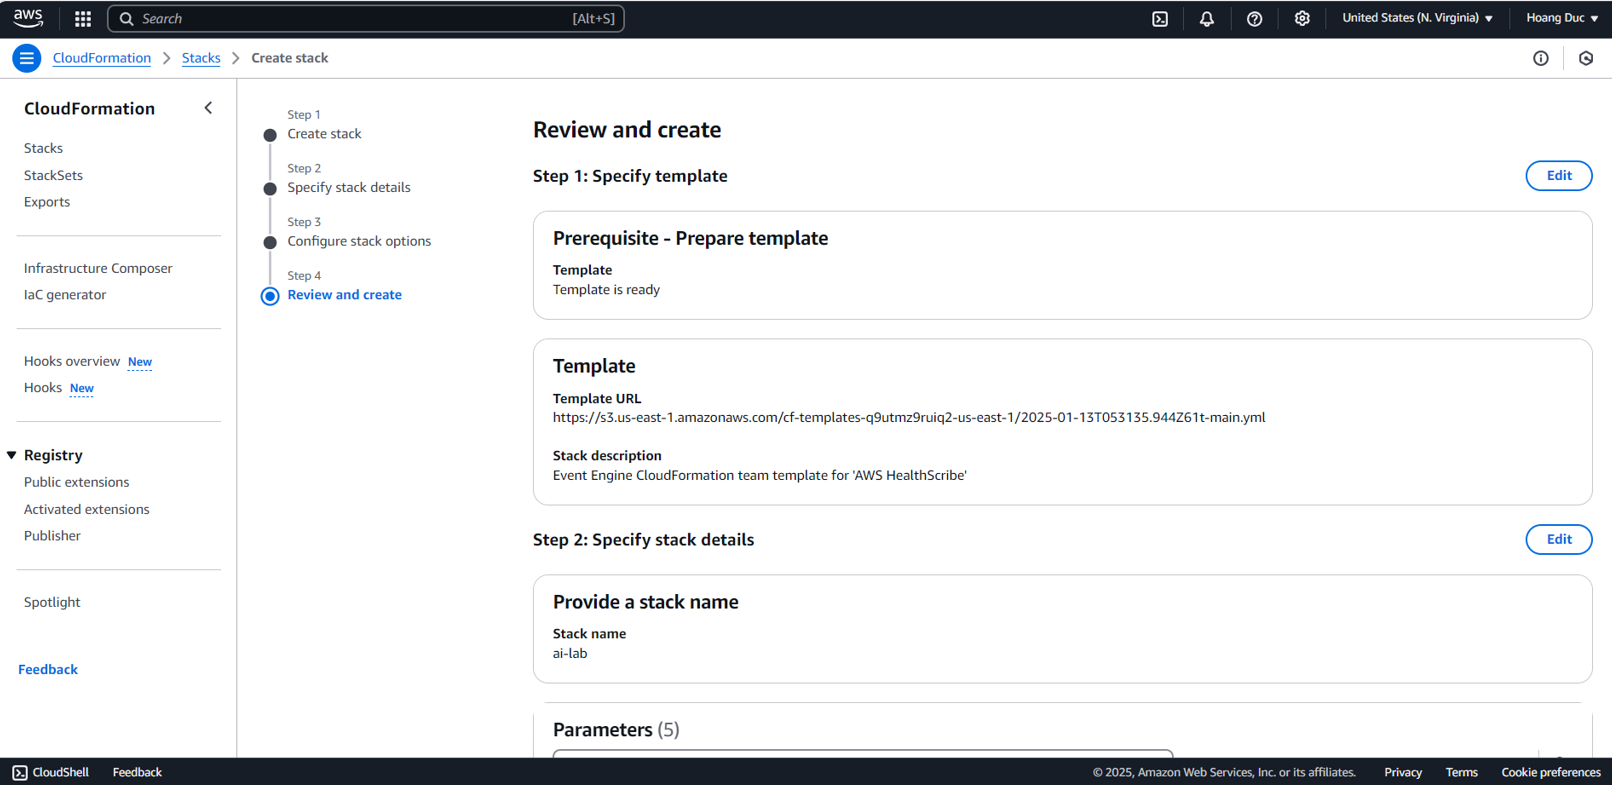 aws
Search
[Alt+S]
United States (N. Virginia)
Hoang Duc
CloudFormation
Stacks
Create stack
CloudFormation
Stacks
StackSets
Exports
Infrastructure Composer
IaC generator
Hooks overview New
Hooks New
Registry
Public extensions
Activated extensions
Publisher
Spotlight
Feedback
Step 1
Create stack
Step 2
Specify stack details
Step 3
Configure stack options
Step 4
Review and create
Review and create
Step 1: Specify template
Edit
Prerequisite - Prepare template
Template
Template is ready
Template
Template URL
https://s3.us-east-1.amazonaws.com/cf-templates-q9utmz9ruiq2-us-east-1/2025-01-13T053135.944Z61t-main.yml
Stack description
Event Engine CloudFormation team template for 'AWS HealthScribe'
Step 2: Specify stack details
Edit
Provide a stack name
Stack name
ai-lab
Parameters (5)
CloudShell
Feedback
© 2025, Amazon Web Services, Inc. or its affiliates.
Privacy
Terms
Cookie preferences